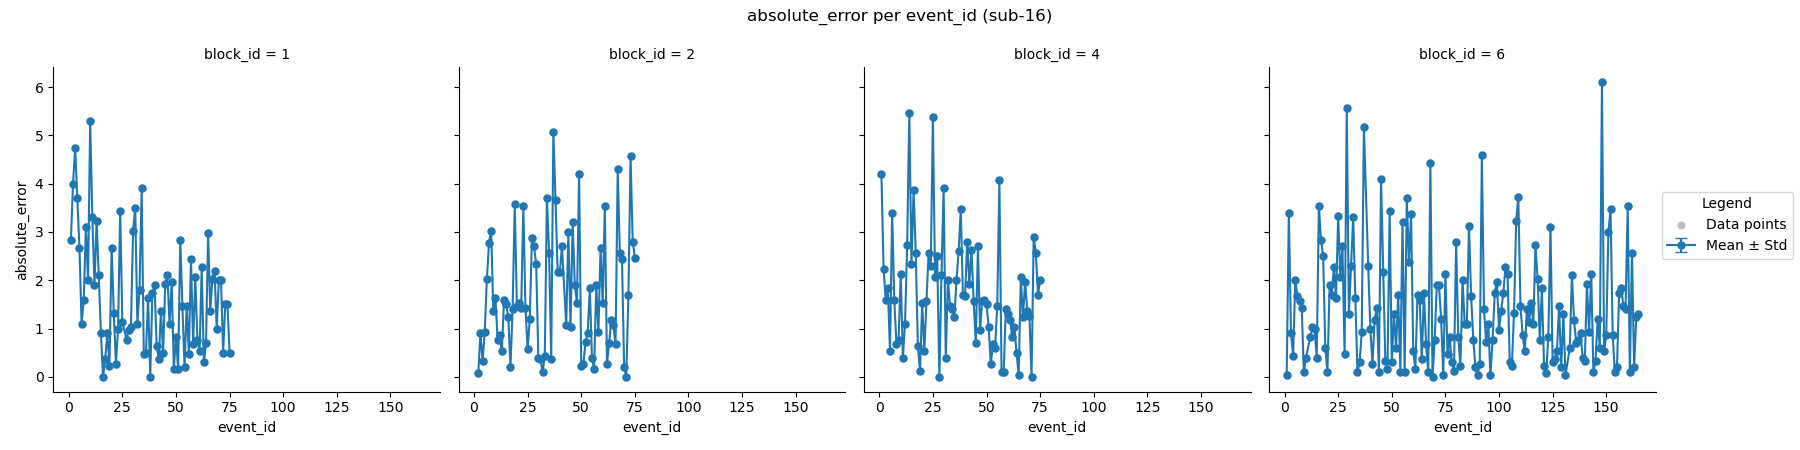 absolute_error per event_id (sub-16)
block_id = 1
block_id = 2
block_id = 4
block_id = 6
absolute_error
6
5
4
3
2
1
0
0 25 50 75 100 125 150
0 25 50 75 100 125 150
0 25 50 75 100 125 150
0 25 50 75 100 125 150
event_id
event_id
event_id
event_id
Legend
Data points
Mean ± Std